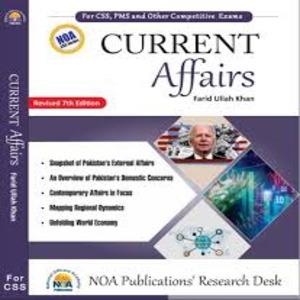 For CSS, PMS and Other Competitive Exams
NOA
CURRENT
Affairs
Farid Ullah Khan
Revised 7th Edition
Snapshot of Pakistan's External Affairs
An Overview of Pakistan's Domestic Concerns
Contemporary Affairs in Focus
Mapping Regional Dynamics
Unfolding World Economy
NOA
NOA Publications' Research Desk
CURRENT Affairs
Farid Ullah Khan
NOA
For
CSS